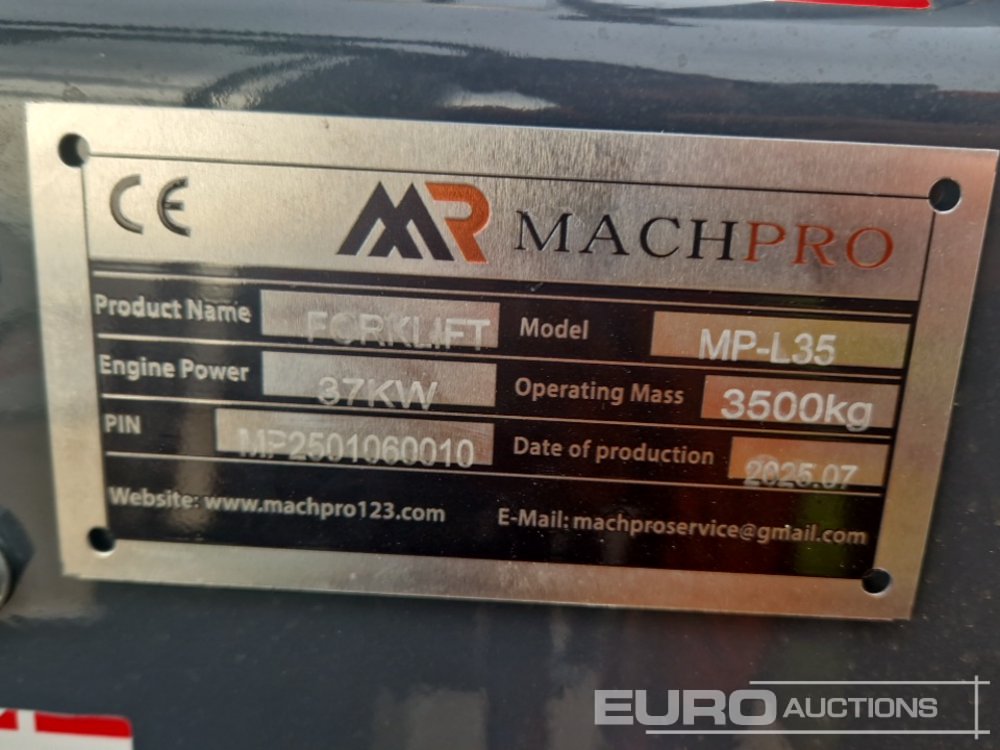 CE MR MACHPRO
Product Name FORKLIFT Model MP-L35
Engine Power 37KW Operating Mass 3500kg
PIN MP2501060010 Date of production 2025.07
Website: www.machpro123.com E-Mail: machproservice@gmail.com
EURO AUCTIONS